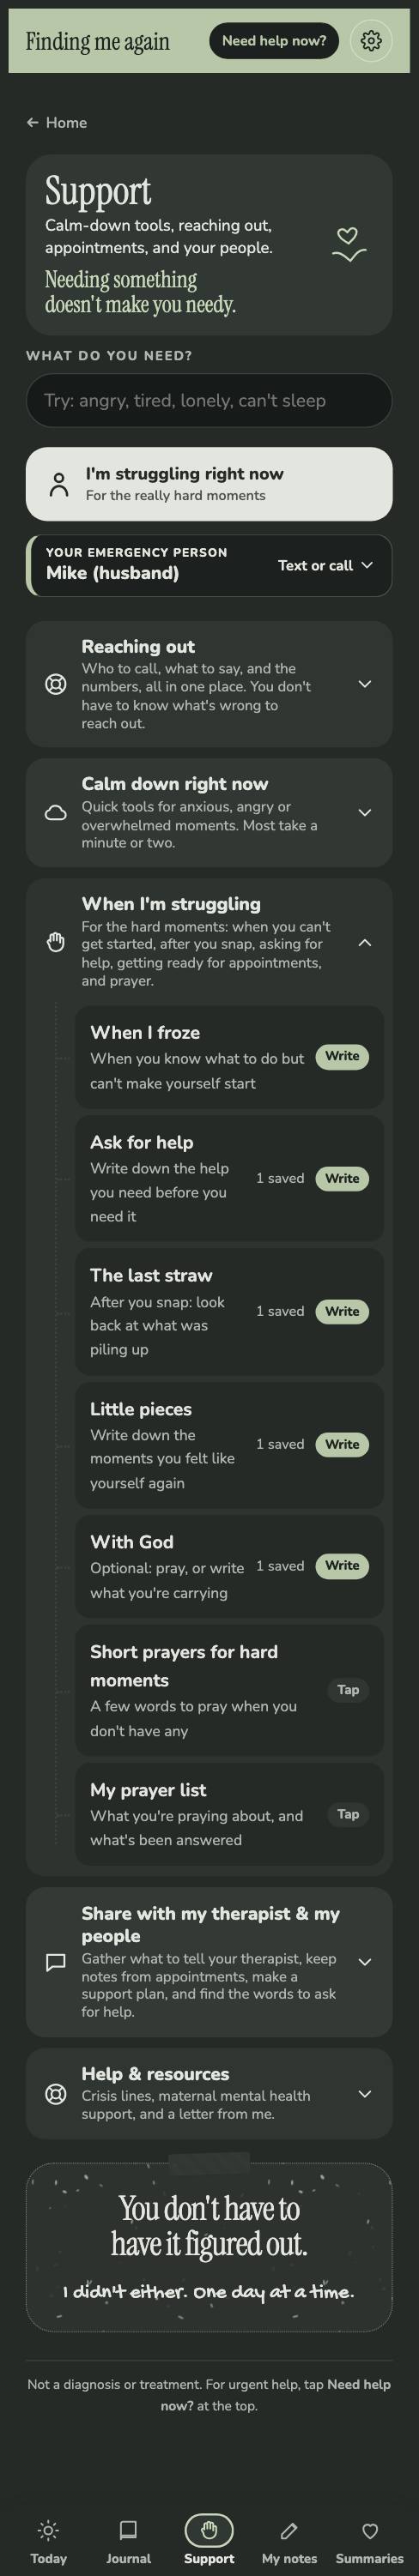 Finding me again
Need help now?
← Home
Support
Calm-down tools, reaching out,
appointments, and your people.
Needing something
doesn't make you needy.
WHAT DO YOU NEED?
Try: angry, tired, lonely, can't sleep
I'm struggling right now
For the really hard moments
YOUR EMERGENCY PERSON
Mike (husband)
Text or call
Reaching out
Who to call, what to say, and the
numbers, all in one place. You don't
have to know what's wrong to
reach out.
Calm down right now
Quick tools for anxious, angry or
overwhelmed moments. Most take a
minute or two.
When I'm struggling
For the hard moments: when you can't
get started, after you snap, asking for
help, getting ready for appointments,
and prayer.
When I froze
When you know what to do but
can't make yourself start
Write
Ask for help
Write down the help
you need before you
need it
1 saved
Write
The last straw
After you snap: look
back at what was
piling up
1 saved
Write
Little pieces
Write down the
moments you felt like
yourself again
1 saved
Write
With God
Optional: pray, or write
what you're carrying
1 saved
Write
Short prayers for hard
moments
A few words to pray when you
don't have any
Tap
My prayer list
What you're praying about, and
what's been answered
Tap
Share with my therapist & my
people
Gather what to tell your therapist, keep
notes from appointments, make a
support plan, and find the words to ask
for help.
Help & resources
Crisis lines, maternal mental health
support, and a letter from me.
You don't have to
have it figured out.
I didn't either. One day at a time.
Not a diagnosis or treatment. For urgent help, tap Need help
now? at the top.
Today
Journal
Support
My notes
Summaries